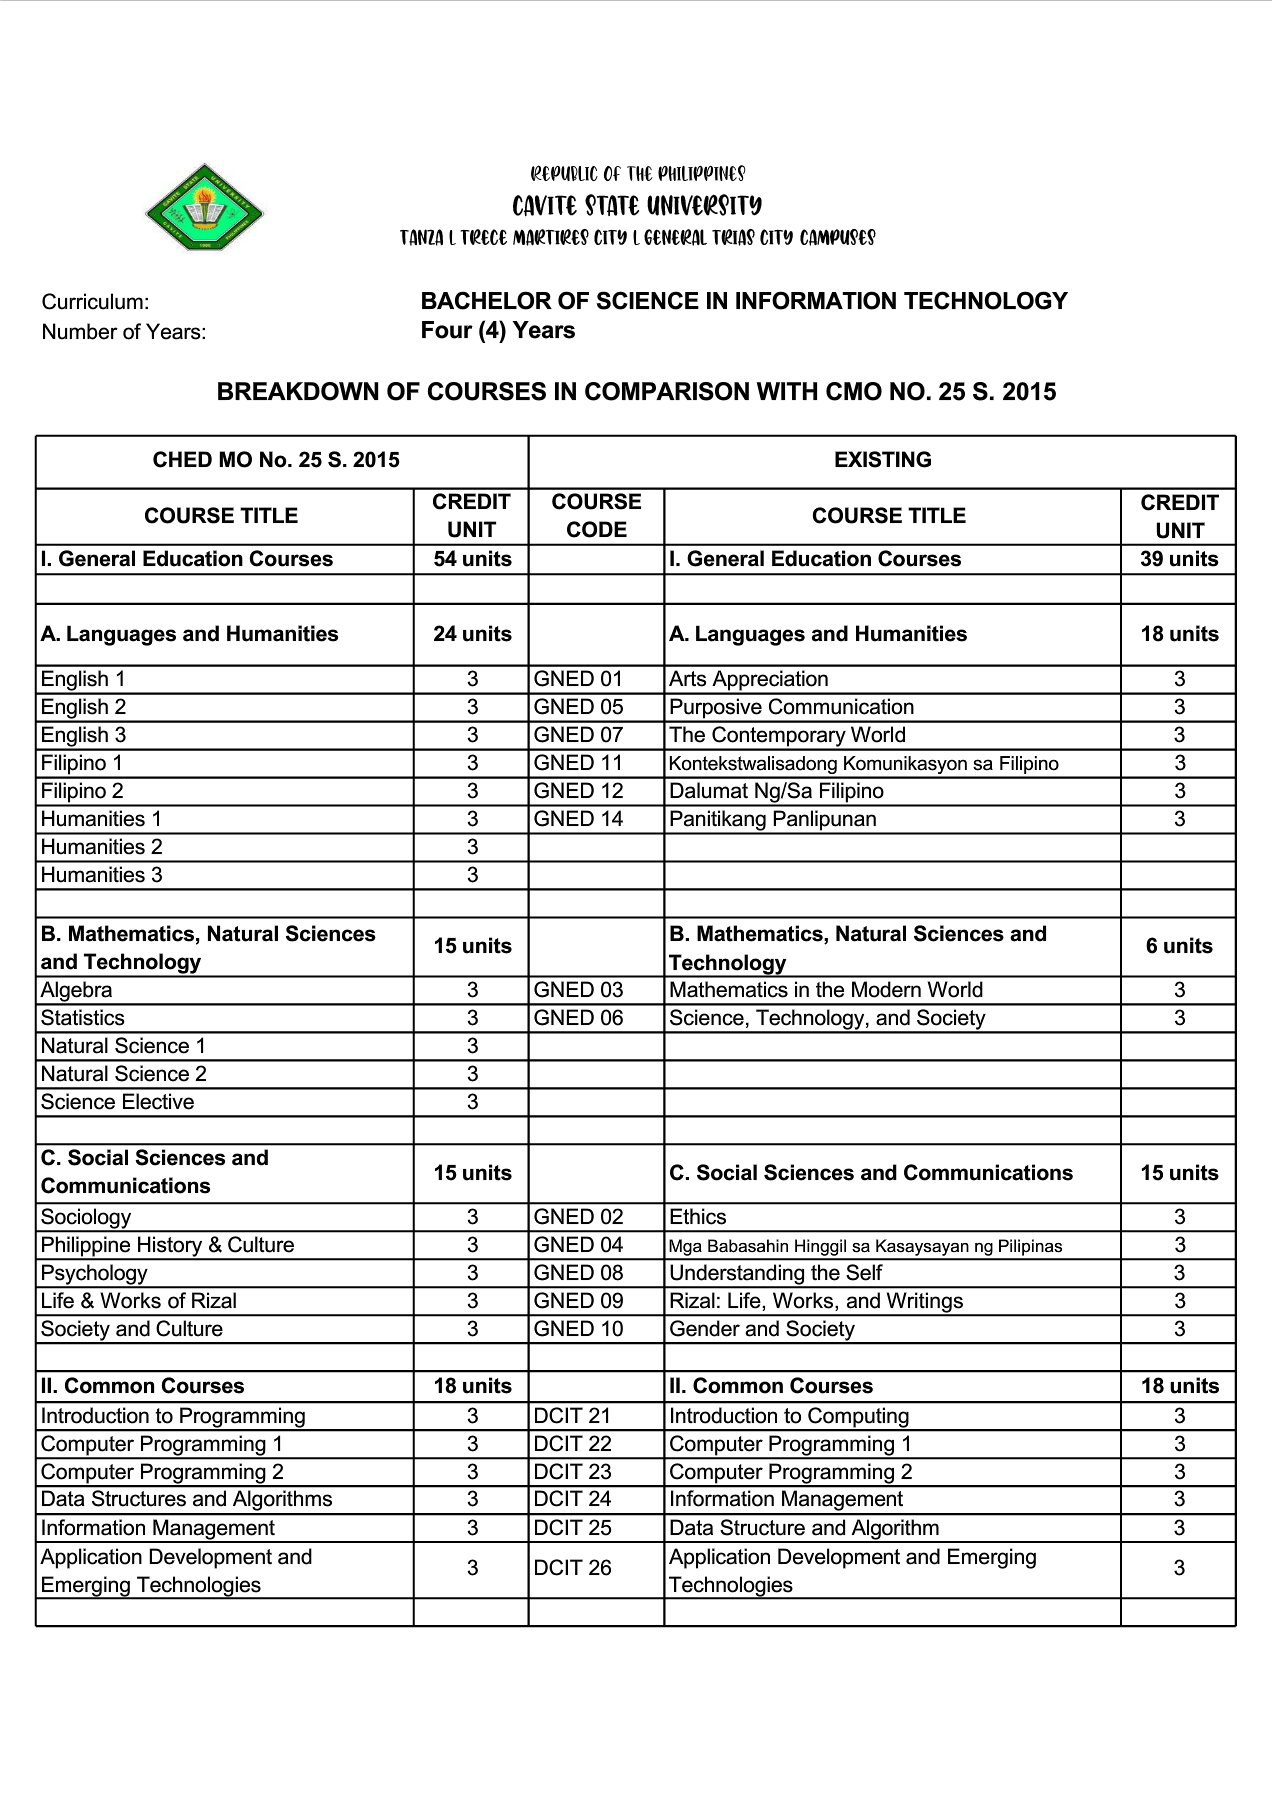 REPUBLIC OF THE PHILIPPINES
CAVITE STATE UNIVERSITY
TANZA L TRECE MARTIRES CITY L GENERAL TRIAS CITY CAMPUSES
CAVITE STATE UNIVERSITY
CAVITE 1906 PHILIPPINES
Curriculum: BACHELOR OF SCIENCE IN INFORMATION TECHNOLOGY
Number of Years: Four (4) Years
BREAKDOWN OF COURSES IN COMPARISON WITH CMO NO. 25 S. 2015
CHED MO No. 25 S. 2015 EXISTING
COURSE TITLE CREDIT UNIT COURSE CODE COURSE TITLE CREDIT UNIT
I. General Education Courses 54 units I. General Education Courses 39 units
A. Languages and Humanities 24 units A. Languages and Humanities 18 units
English 1 3 GNED 01 Arts Appreciation 3
English 2 3 GNED 05 Purposive Communication 3
English 3 3 GNED 07 The Contemporary World 3
Filipino 1 3 GNED 11 Kontekstwalisadong Komunikasyon sa Filipino 3
Filipino 2 3 GNED 12 Dalumat Ng/Sa Filipino 3
Humanities 1 3 GNED 14 Panitikang Panlipunan 3
Humanities 2 3
Humanities 3 3
B. Mathematics, Natural Sciences and Technology 15 units B. Mathematics, Natural Sciences and Technology 6 units
Algebra 3 GNED 03 Mathematics in the Modern World 3
Statistics 3 GNED 06 Science, Technology, and Society 3
Natural Science 1 3
Natural Science 2 3
Science Elective 3
C. Social Sciences and Communications 15 units C. Social Sciences and Communications 15 units
Sociology 3 GNED 02 Ethics 3
Philippine History & Culture 3 GNED 04 Mga Babasahin Hinggil sa Kasaysayan ng Pilipinas 3
Psychology 3 GNED 08 Understanding the Self 3
Life & Works of Rizal 3 GNED 09 Rizal: Life, Works, and Writings 3
Society and Culture 3 GNED 10 Gender and Society 3
II. Common Courses 18 units II. Common Courses 18 units
Introduction to Programming 3 DCIT 21 Introduction to Computing 3
Computer Programming 1 3 DCIT 22 Computer Programming 1 3
Computer Programming 2 3 DCIT 23 Computer Programming 2 3
Data Structures and Algorithms 3 DCIT 24 Information Management 3
Information Management 3 DCIT 25 Data Structure and Algorithm 3
Application Development and Emerging Technologies 3 DCIT 26 Application Development and Emerging Technologies 3